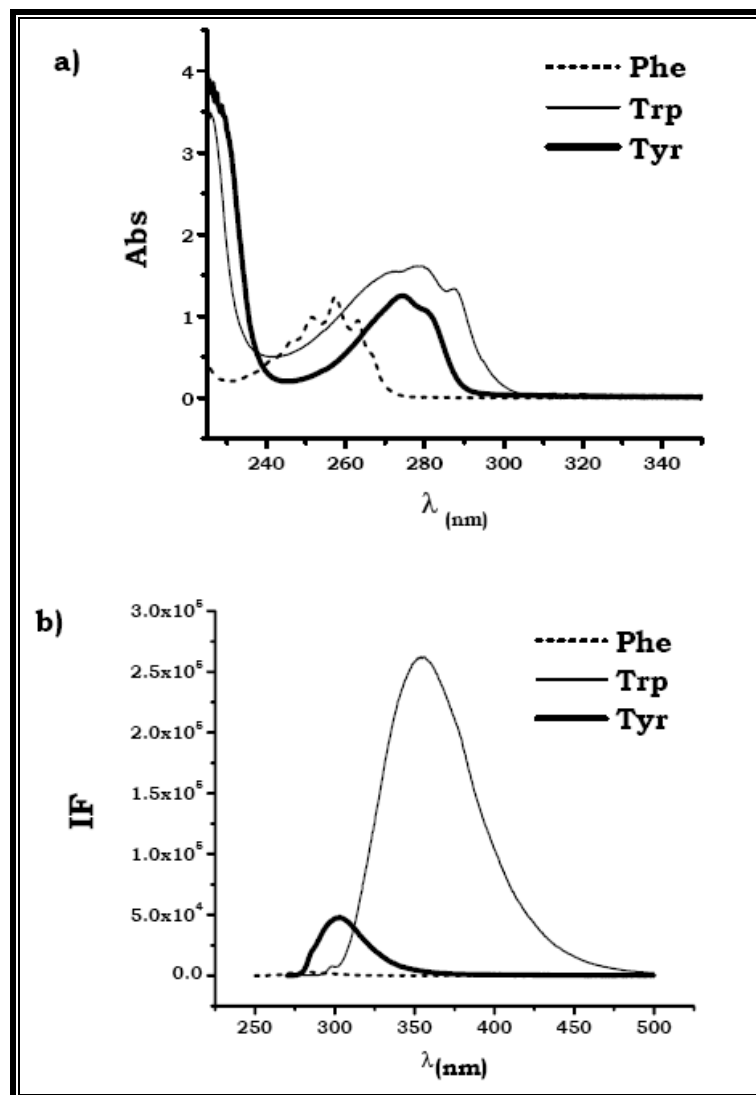 a)
Phe
Trp
Tyr
Abs
4
3
2
1
0
240 260 280 300 320 340
λ (nm)
b)
Phe
Trp
Tyr
IF
3.0x10⁵
2.5x10⁵
2.0x10⁵
1.5x10⁵
1.0x10⁵
5.0x10⁴
0.0
250 300 350 400 450 500
λ(nm)